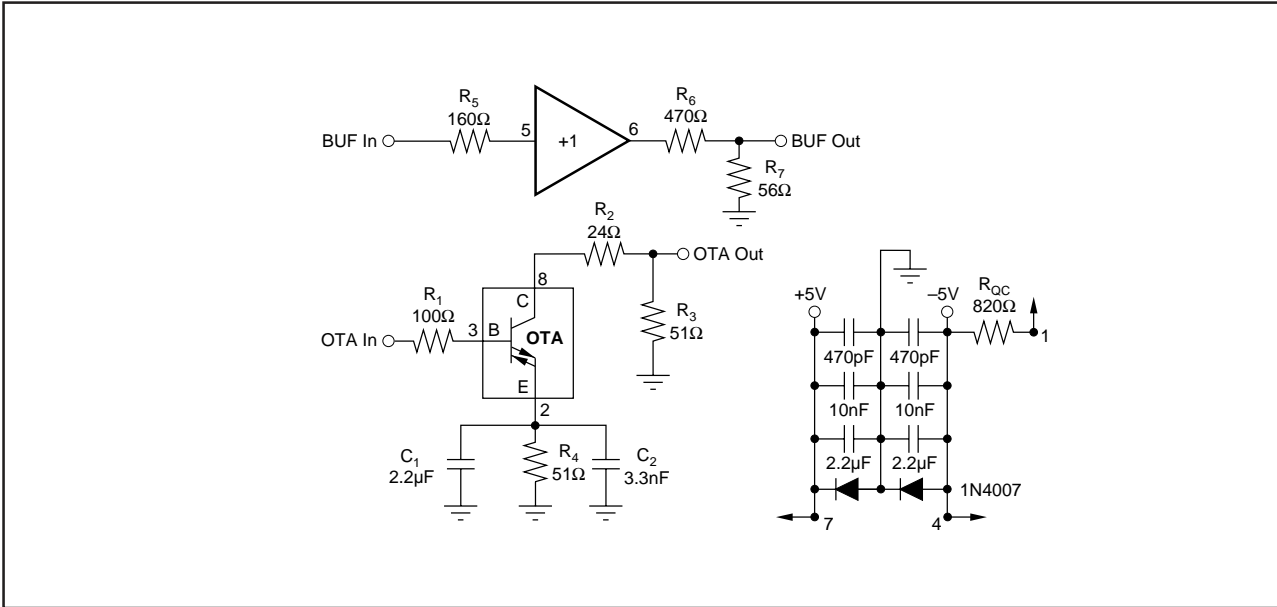 R5
160Ω
BUF In
5
+1
6
R6
470Ω
BUF Out
R7
56Ω
R2
24Ω
OTA Out
8
C
R1
100Ω
OTA In
3
B
OTA
E
2
R3
51Ω
C1
2.2µF
R4
51Ω
C2
3.3nF
+5V
–5V
RQC
820Ω
1
470pF
470pF
10nF
10nF
2.2µF
2.2µF
1N4007
7
4